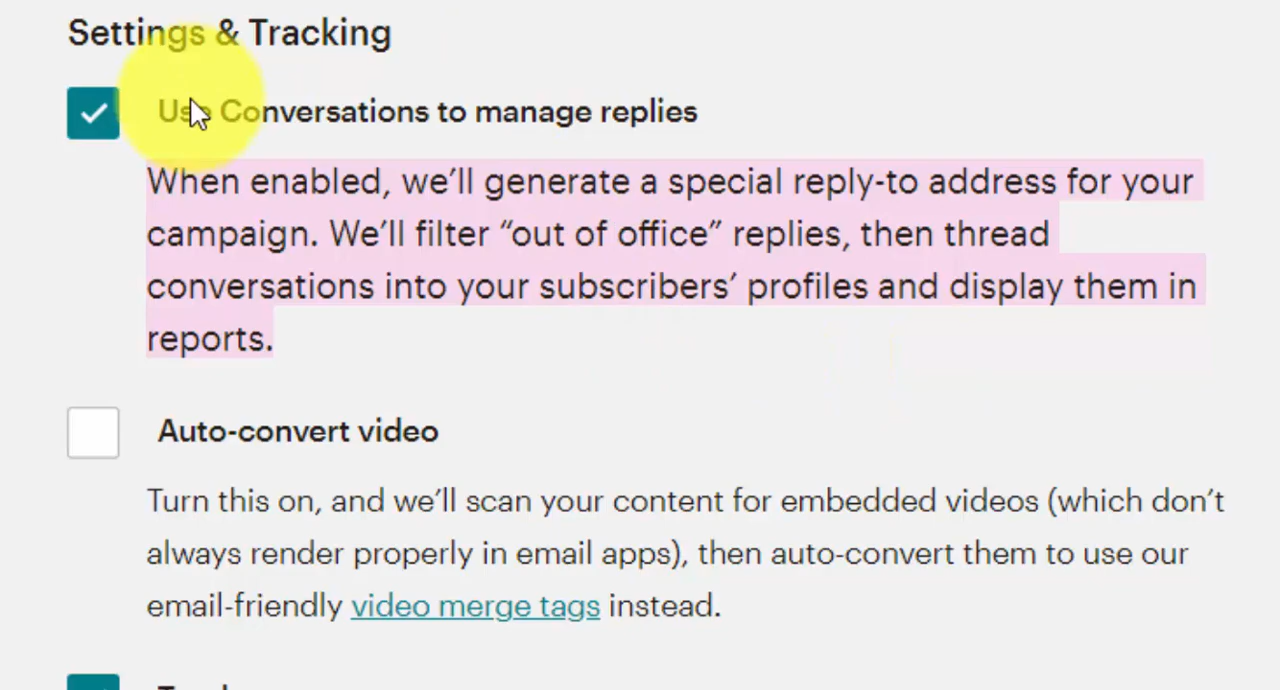 Settings & Tracking
Use Conversations to manage replies
When enabled, we’ll generate a special reply-to address for your
campaign. We’ll filter “out of office” replies, then thread
conversations into your subscribers’ profiles and display them in
reports.
Auto-convert video
Turn this on, and we’ll scan your content for embedded videos (which don’t
always render properly in email apps), then auto-convert them to use our
email-friendly video merge tags instead.